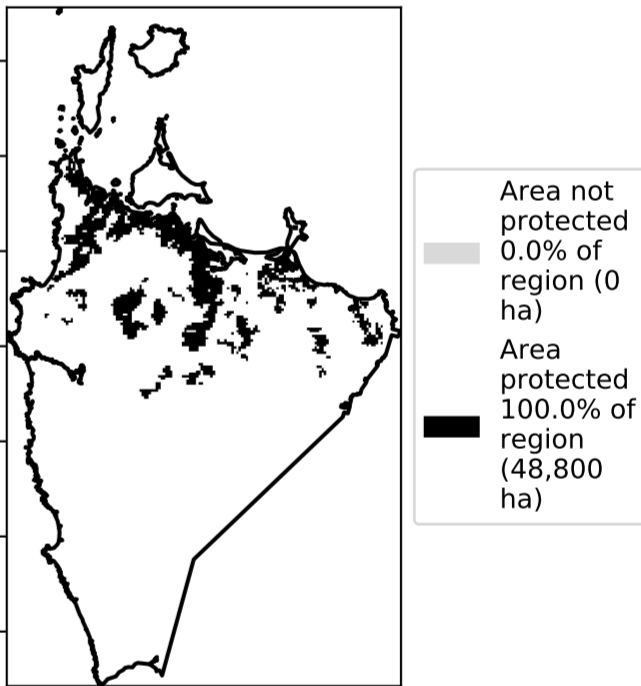 Area not
protected
0.0% of
region (0
ha)
Area
protected
100.0% of
region
(48,800
ha)